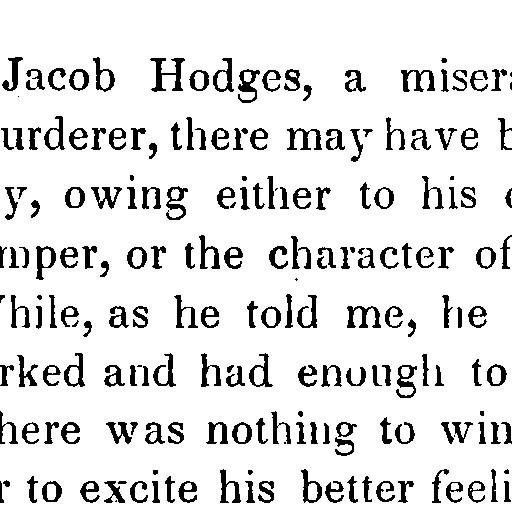 Jacob Hodges, a misera
urderer, there may have b
y, owing either to his
mper, or the character of
hile, as he told me, he
rked and had enough to
here was nothing to win
r to excite his better feeli